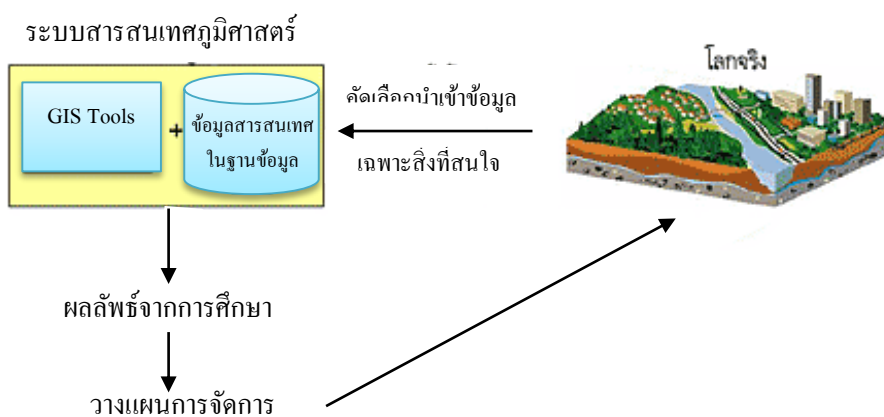 ระบบสารสนเทศภูมิศาสตร์
โลกจริง
GIS Tools
+
ข้อมูลสารสนเทศ
ในฐานข้อมูล
คัดเลือกนำเข้าข้อมูล
เฉพาะสิ่งที่สนใจ
ผลลัพธ์จากการศึกษา
วางแผนการจัดการ